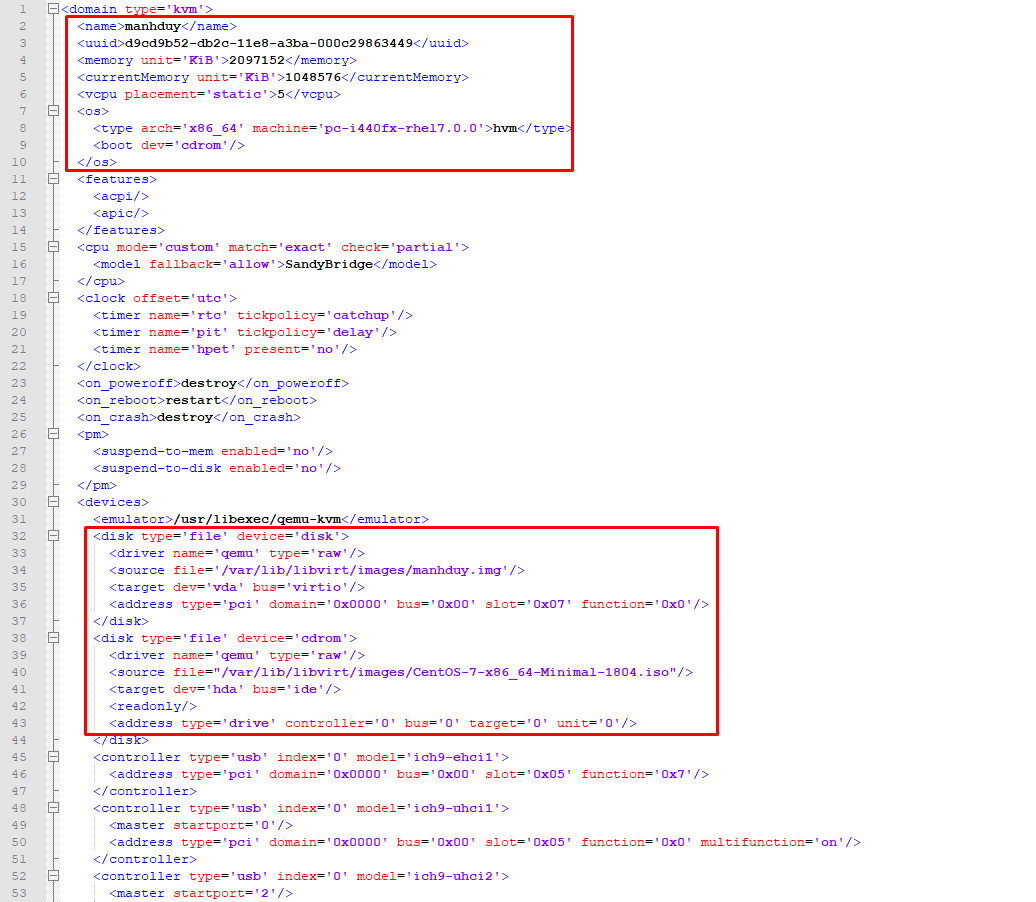 1 <domain type='kvm'>
2 <name>manhduy</name>
3 <uuid>d9cd9b52-db2c-11e8-a3ba-000c29863449</uuid>
4 <memory unit='KiB'>2097152</memory>
5 <currentMemory unit='KiB'>1048576</currentMemory>
6 <vcpu placement='static'>5</vcpu>
7 <os>
8 <type arch='x86_64' machine='pc-i440fx-rhel7.0.0'>hvm</type>
9 <boot dev='cdrom'/>
10 </os>
11 <features>
12 <acpi/>
13 <apic/>
14 </features>
15 <cpu mode='custom' match='exact' check='partial'>
16 <model fallback='allow'>SandyBridge</model>
17 </cpu>
18 <clock offset='utc'>
19 <timer name='rtc' tickpolicy='catchup'/>
20 <timer name='pit' tickpolicy='delay'/>
21 <timer name='hpet' present='no'/>
22 </clock>
23 <on_poweroff>destroy</on_poweroff>
24 <on_reboot>restart</on_reboot>
25 <on_crash>destroy</on_crash>
26 <pm>
27 <suspend-to-mem enabled='no'/>
28 <suspend-to-disk enabled='no'/>
29 </pm>
30 <devices>
31 <emulator>/usr/libexec/qemu-kvm</emulator>
32 <disk type='file' device='disk'>
33 <driver name='qemu' type='raw'/>
34 <source file='/var/lib/libvirt/images/manhduy.img'/>
35 <target dev='vda' bus='virtio'/>
36 <address type='pci' domain='0x0000' bus='0x00' slot='0x07' function='0x0'/>
37 </disk>
38 <disk type='file' device='cdrom'>
39 <driver name='qemu' type='raw'/>
40 <source file="/var/lib/libvirt/images/CentOS-7-x86_64-Minimal-1804.iso"/>
41 <target dev='hda' bus='ide'/>
42 <readonly/>
43 <address type='drive' controller='0' bus='0' target='0' unit='0'/>
44 </disk>
45 <controller type='usb' index='0' model='ich9-ehci1'>
46 <address type='pci' domain='0x0000' bus='0x00' slot='0x05' function='0x7'/>
47 </controller>
48 <controller type='usb' index='0' model='ich9-uhci1'>
49 <master startport='0'/>
50 <address type='pci' domain='0x0000' bus='0x00' slot='0x05' function='0x0' multifunction='on'/>
51 </controller>
52 <controller type='usb' index='0' model='ich9-uhci2'>
53 <master startport='2'/>